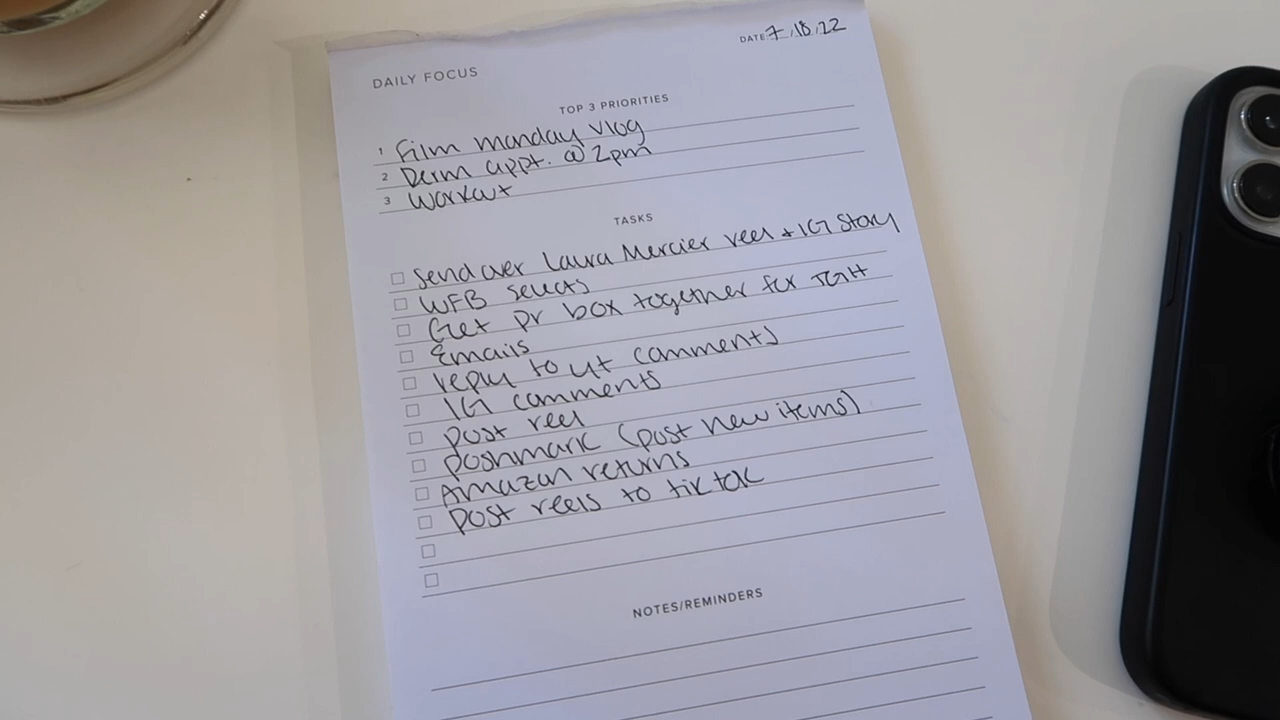 DATE: 7.18.22
DAILY FOCUS
TOP 3 PRIORITIES
1 Film monday vlog
2 Derm appt. @ 2pm
3 Workout
TASKS
Send over Laura Mercier reel + IG Story
WFB selects
Get pr box together for TGH
Emails
reply to yt comments
IG comments
post reel
poshmark (post new items)
Amazon returns
post reels to tik tok
NOTES/REMINDERS